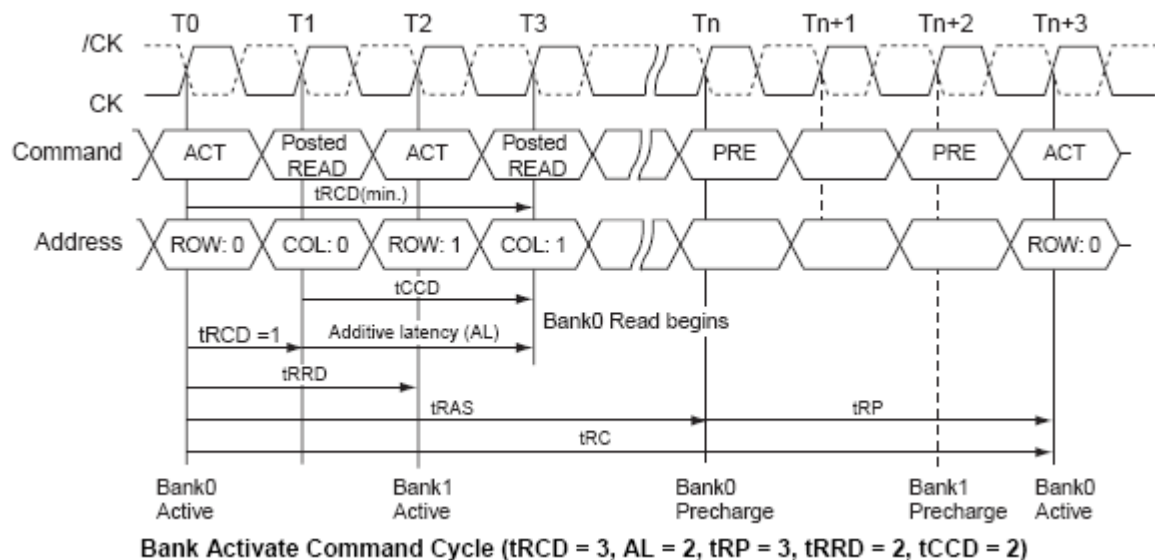 T0 T1 T2 T3 Tn Tn+1 Tn+2 Tn+3
/CK
CK
Command ACT Posted READ ACT Posted READ PRE PRE ACT
tRCD(min.)
Address ROW: 0 COL: 0 ROW: 1 COL: 1 ROW: 0
tCCD
Bank0 Read begins
tRCD =1 Additive latency (AL)
tRRD
tRAS tRP
tRC
Bank0 Active Bank1 Active Bank0 Precharge Bank1 Precharge Bank0 Active
Bank Activate Command Cycle (tRCD = 3, AL = 2, tRP = 3, tRRD = 2, tCCD = 2)